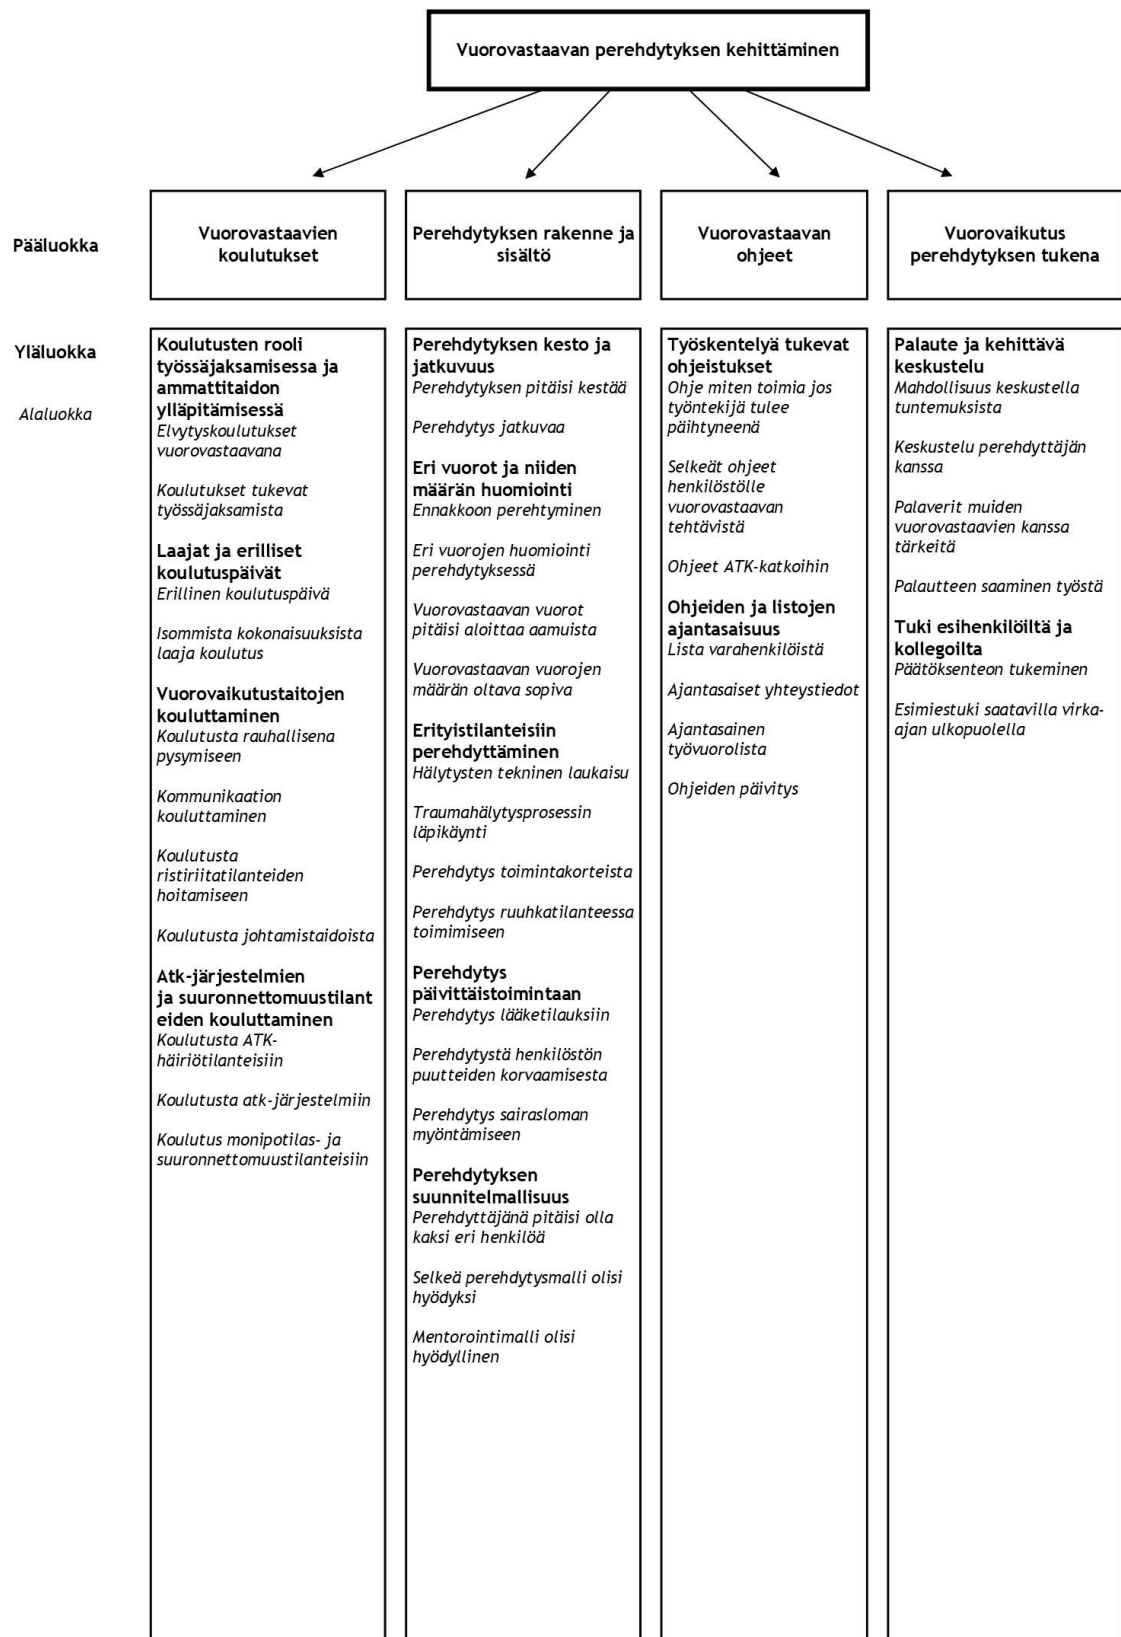 Vuorovastaavan perehdytyksen kehittäminen
Pääluokka
Vuorovastaavien
koulutukset
Perehdytyksen rakenne ja
sisältö
Vuorovastaavan
ohjeet
Vuorovaikutus
perehdytyksen tukena
Yläluokka
Alaluokka
Koulutusten rooli
työssäjaksamisessa ja
ammattitaidon
ylläpitämisessä
Elvytyskoulutukset
vuorovastaavana
Koulutukset tukevat
työssäjaksamista
Laajat ja erilliset
koulutuspäivät
Erillinen koulutuspäivä
Isommista kokonaisuuksista
laaja koulutus
Vuorovaikutustaitojen
kouluttaminen
Koulutusta rauhallisena
pysymiseen
Kommunikaation
kouluttaminen
Koulutusta
ristiriitatilanteiden
hoitamiseen
Koulutusta johtamistaidoista
Atk-järjestelmien
ja suuronnettomuustilant
eiden kouluttaminen
Koulutusta ATK-
häiriötilanteisiin
Koulutusta atk-järjestelmiin
Koulutus monipotilas- ja
suuronnettomuustilanteisiin
Perehdytyksen kesto ja
jatkuvuus
Perehdytyksen pitäisi kestää
Perehdytys jatkuvaa
Eri vuorot ja niiden
määrän huomiointi
Ennakkoon perehtyminen
Eri vuorojen huomiointi
perehdytyksessä
Vuorovastaavan vuorot
pitäisi aloittaa aamuista
Vuorovastaavan vuorojen
määrän oltava sopiva
Erityistilanteisiin
perehdyttäminen
Hälytysten tekninen laukaisu
Traumahälytysprosessin
läpikäynti
Perehdytys toimintakorteista
Perehdytys ruuhkatilanteessa
toimimiseen
Perehdytys
päivittäistoimintaan
Perehdytys lääketilauksiin
Perehdytystä henkilöstön
puutteiden korvaamisesta
Perehdytys sairasloman
myöntämiseen
Perehdytyksen
suunnitelmallisuus
Perehdyttäjänä pitäisi olla
kaksi eri henkilöä
Selkeä perehdytysmalli olisi
hyödyksi
Mentorointimalli olisi
hyödyllinen
Työskentelyä tukevat
ohjeistukset
Ohje miten toimia jos
työntekijä tulee
päihtyneenä
Selkeät ohjeet
henkilöstölle
vuorovastaavan
tehtävistä
Ohjeet ATK-katkoihin
Ohjeiden ja listojen
ajantasaisuus
Lista varahenkilöistä
Ajantasaiset yhteystiedot
Ajantasainen
työvuorolista
Ohjeiden päivitys
Palaute ja kehittävä
keskustelu
Mahdollisuus keskustella
tuntemuksista
Keskustelu perehdyttäjän
kanssa
Palaverit muiden
vuorovastaavien kanssa
tärkeitä
Palautteen saaminen työstä
Tuki esihenkilöiltä ja
kollegoilta
Päätöksenteon tukeminen
Esimiestuki saatavilla virka-
ajan ulkopuolella